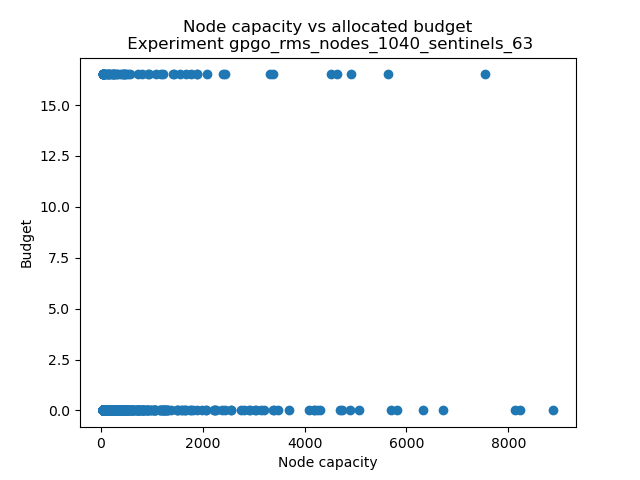 Node capacity vs allocated budget
Experiment gpgo_rms_nodes_1040_sentinels_63
15.0
12.5
10.0
7.5
5.0
2.5
0.0
Budget
0 2000 4000 6000 8000
Node capacity